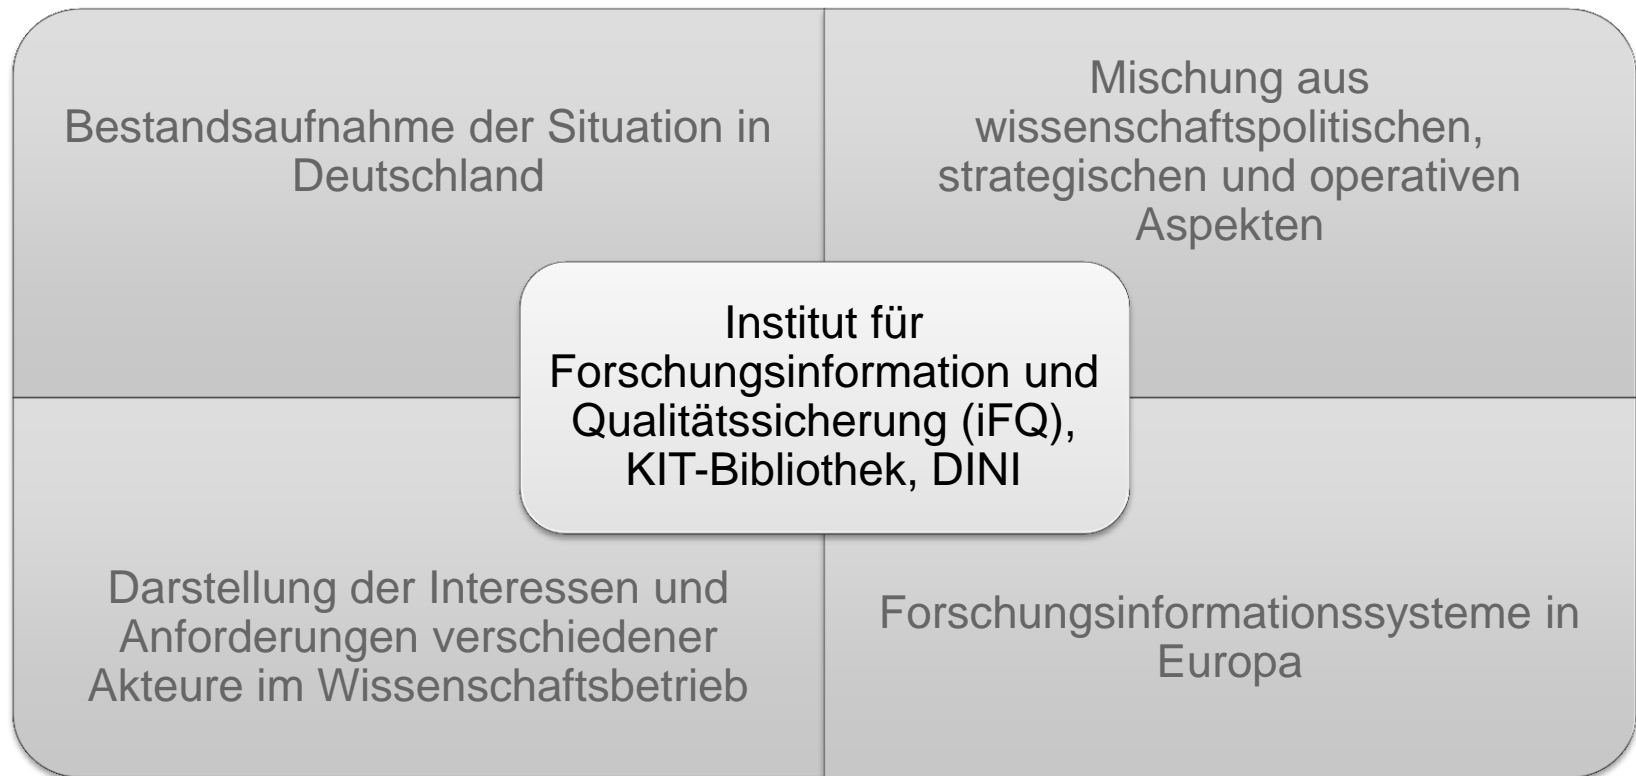 Bestandsaufnahme der Situation in
Deutschland
Mischung aus
wissenschaftspolitischen,
strategischen und operativen
Aspekten
Institut für
Forschungsinformation und
Qualitätssicherung (iFQ),
KIT-Bibliothek, DINI
Darstellung der Interessen und
Anforderungen verschiedener
Akteure im Wissenschaftsbetrieb
Forschungsinformationssysteme in
Europa